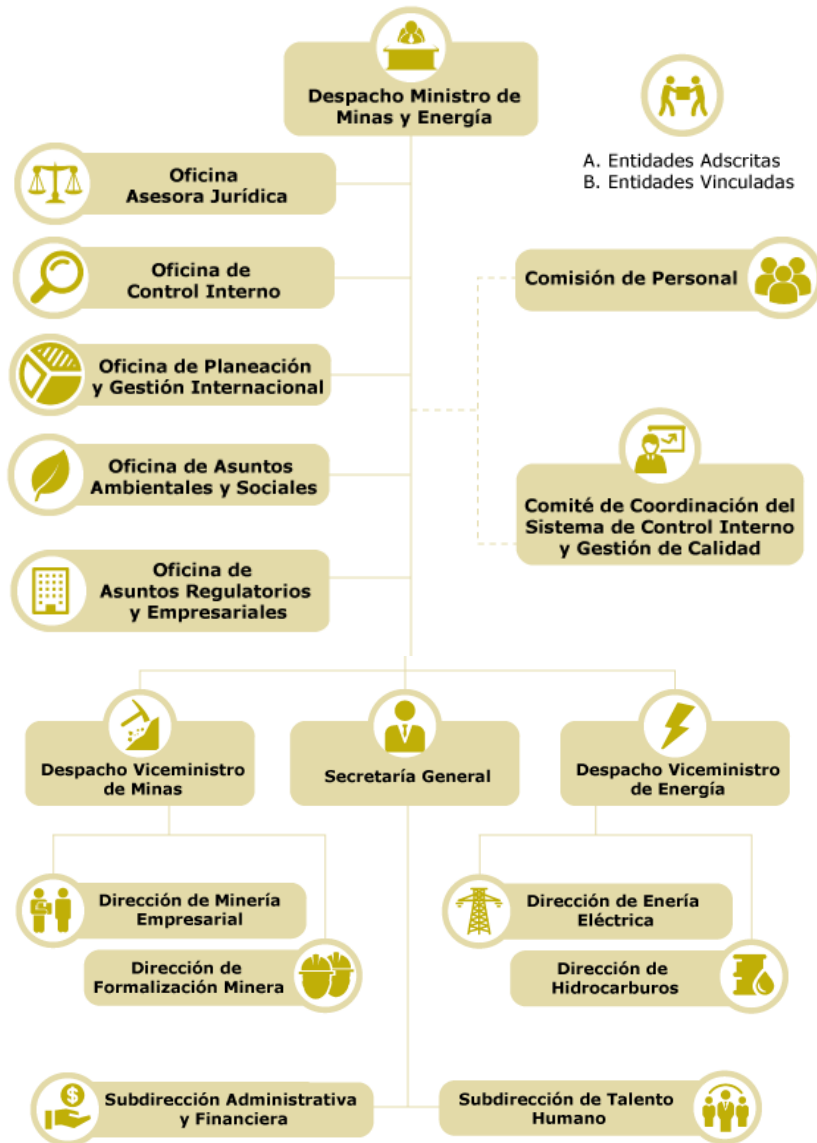 Despacho Ministro de
Minas y Energía
A. Entidades Adscritas
B. Entidades Vinculadas
Oficina
Asesora Jurídica
Oficina de
Control Interno
Comisión de Personal
Oficina de Planeación
y Gestión Internacional
Oficina de Asuntos
Ambientales y Sociales
Comité de Coordinación del
Sistema de Control Interno
y Gestión de Calidad
Oficina de
Asuntos Regulatorios
y Empresariales
Despacho Viceministro
de Minas
Secretaría General
Despacho Viceministro
de Energía
Dirección de Minería
Empresarial
Dirección de Enería
Eléctrica
Dirección de
Formalización Minera
Dirección de
Hidrocarburos
Subdirección Administrativa
y Financiera
Subdirección de Talento
Humano